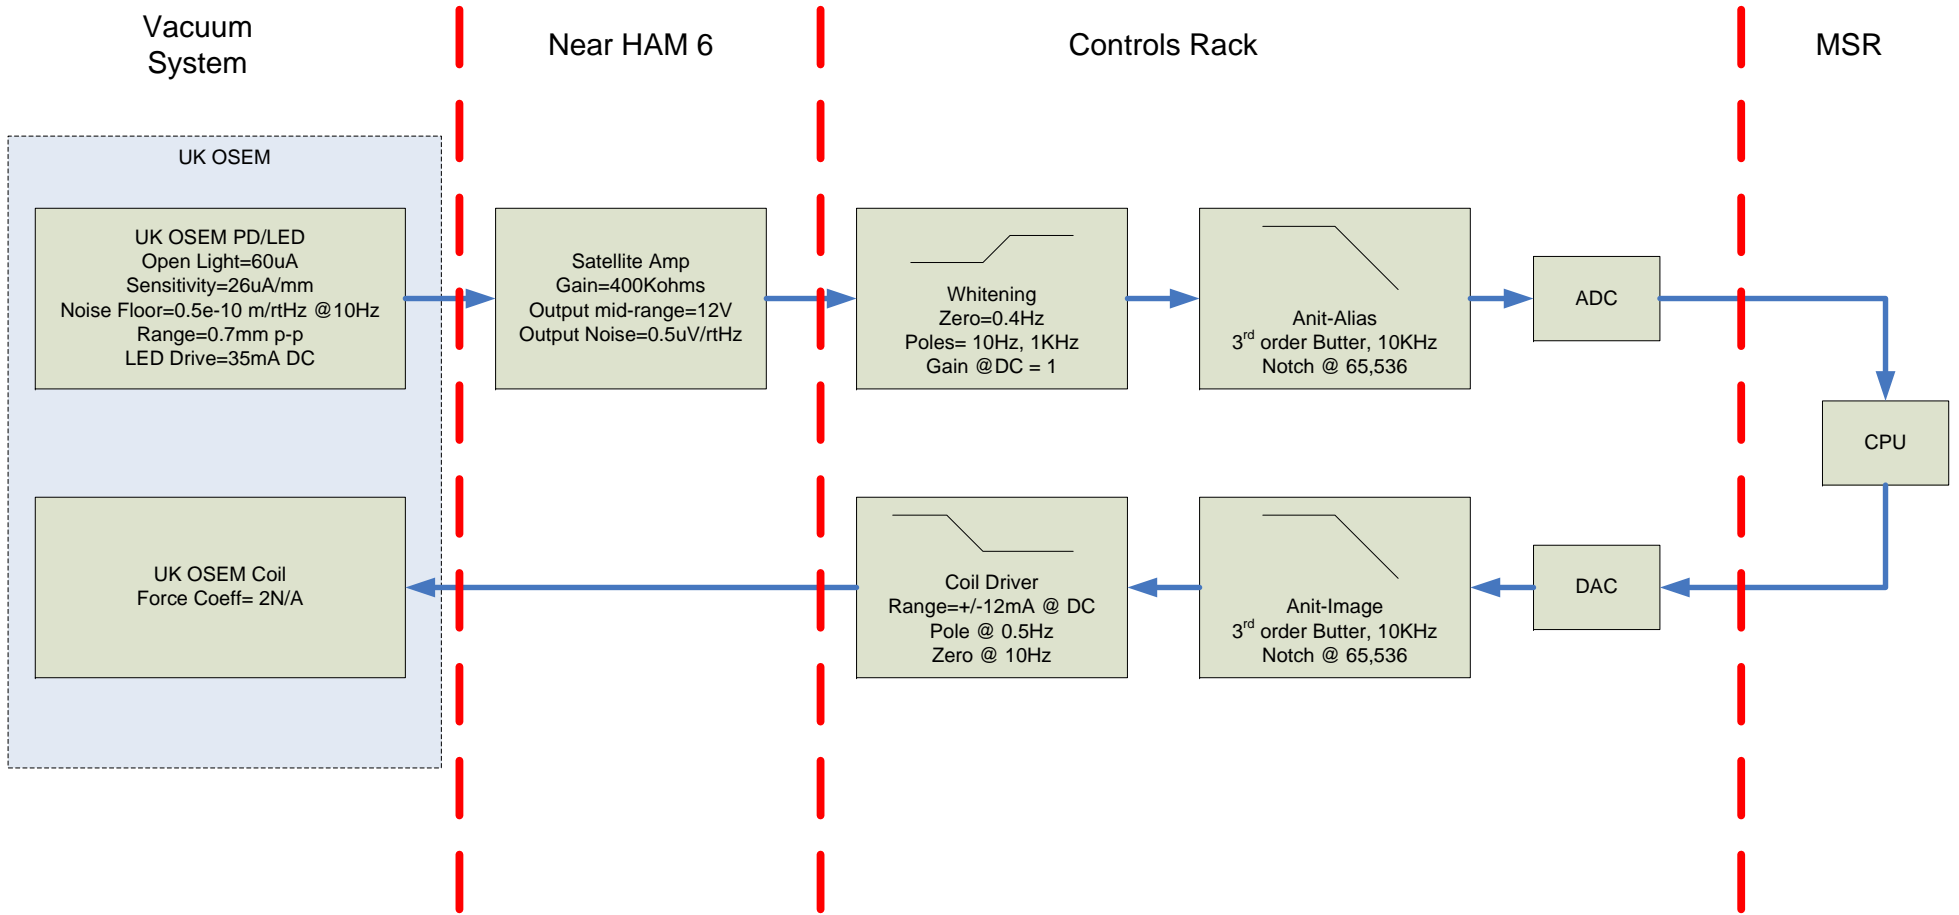 Vacuum
System
Near HAM 6
Controls Rack
MSR
UK OSEM
UK OSEM PD/LED
Open Light=60uA
Sensitivity=26uA/mm
Noise Floor=0.5e-10 m/rtHz @10Hz
Range=0.7mm p-p
LED Drive=35mA DC
Satellite Amp
Gain=400Kohms
Output mid-range=12V
Output Noise=0.5uV/rtHz
Whitening
Zero=0.4Hz
Poles= 10Hz, 1KHz
Gain @DC = 1
Anit-Alias
3rd order Butter, 10KHz
Notch @ 65,536
ADC
CPU
UK OSEM Coil
Force Coeff= 2N/A
Coil Driver
Range=+/-12mA @ DC
Pole @ 0.5Hz
Zero @ 10Hz
Anit-Image
3rd order Butter, 10KHz
Notch @ 65,536
DAC